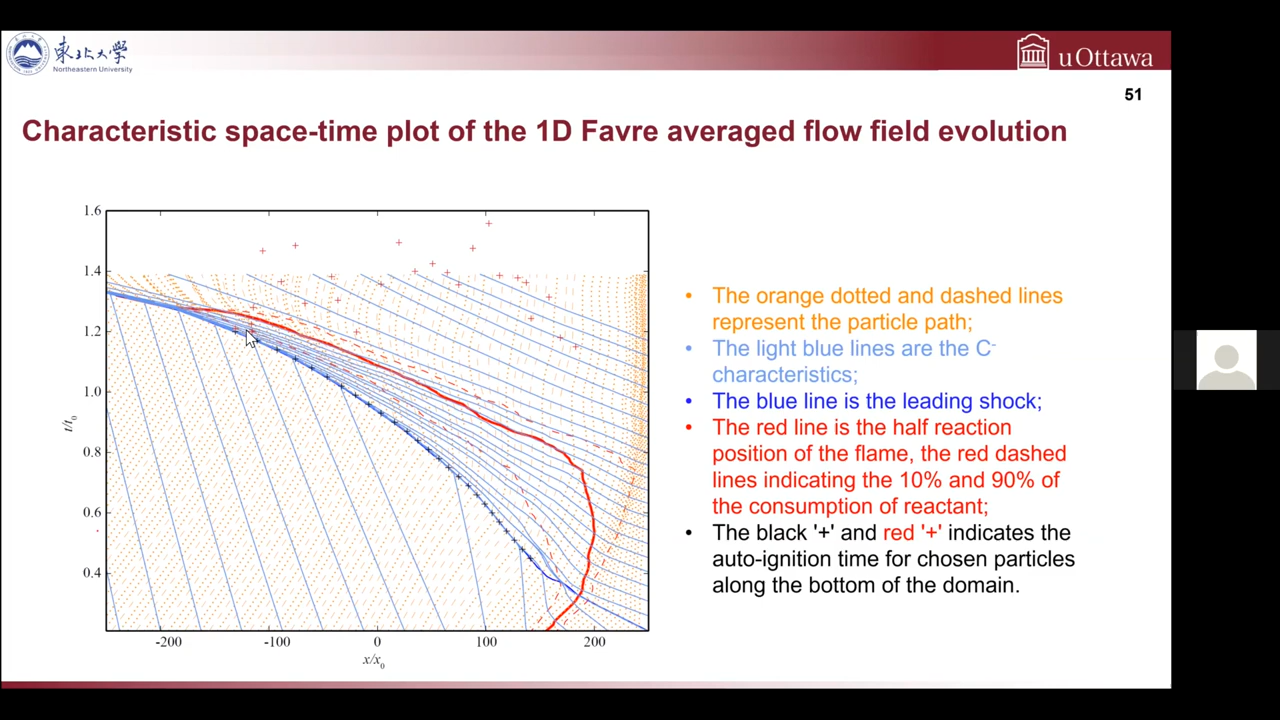 东北大学
Northeastern University
uOttawa
51
Characteristic space-time plot of the 1D Favre averaged flow field evolution
1.6
1.4
1.2
1.0
0.8
0.6
0.4
t/t₀
-200
-100
0
100
200
x/x₀
• The orange dotted and dashed lines
represent the particle path;
• The light blue lines are the C⁻
characteristics;
• The blue line is the leading shock;
• The red line is the half reaction
position of the flame, the red dashed
lines indicating the 10% and 90% of
the consumption of reactant;
• The black '+' and red '+' indicates the
auto-ignition time for chosen particles
along the bottom of the domain.